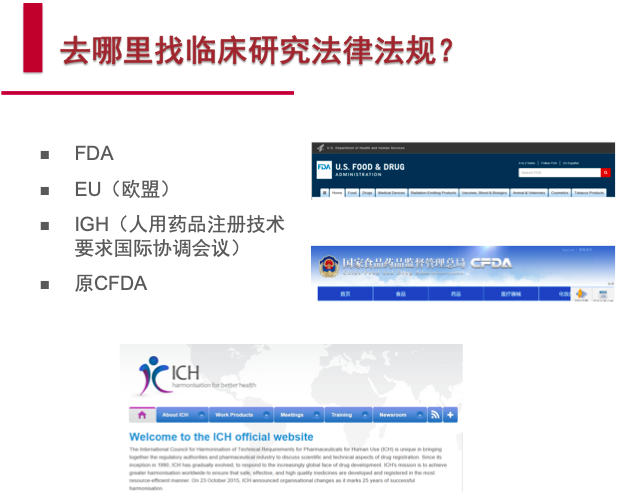 去哪里找临床研究法律法规？
FDA
EU（欧盟）
IGH（人用药品注册技术
要求国际协调会议）
原CFDA
U.S. Department of Health and Human Services
FDA
U.S. FOOD & DRUG
ADMINISTRATION
A to Z Index | Follow FDA | En Español
Search FDA
Home Food Drugs Medical Devices Radiation-Emitting Products Vaccines, Blood & Biologics Animal & Veterinary Cosmetics Tobacco Products
国家食品药品监督管理总局 CFDA
首页 食品 药品 医疗器械
ICH
harmonisation for better health
About ICH Work Products Meetings Training Newsroom
Welcome to the ICH official website
The International Council for Harmonisation of Technical Requirements for Pharmaceuticals for Human Use (ICH) is unique in bringing
together the regulatory authorities and pharmaceutical industry to discuss scientific and technical aspects of drug registration. Since its
inception in 1990, ICH has gradually evolved, to respond to the increasingly global face of drug development. ICH's mission is to achieve
greater harmonisation worldwide to ensure that safe, effective, and high quality medicines are developed and registered in the most
resource-efficient manner. On 23 October 2015, ICH announced organisational changes as it marks 25 years of successful
harmonisation.